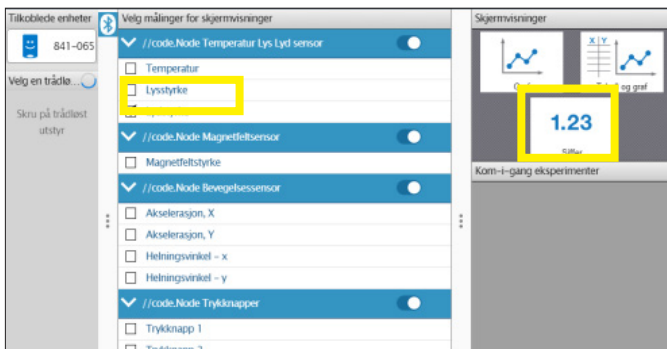 Tilkoblede enheter
841-065
Velg en trådlø...
Skru på trådløst
utstyr
Velg målinger for skjermvisninger
//code.Node Temperatur Lys Lyd sensor
Temperatur
Lysstyrke
//code.Node Magnetfeltsensor
Magnetfeltstyrke
//code.Node Bevegelsessensor
Akselerasjon, X
Akselerasjon, Y
Helningsvinkel - x
Helningsvinkel - y
//code.Node Trykknapper
Trykknapp 1
Skjermvisninger
X Y
og graf
1.23
Kom-i-gang eksperimenter